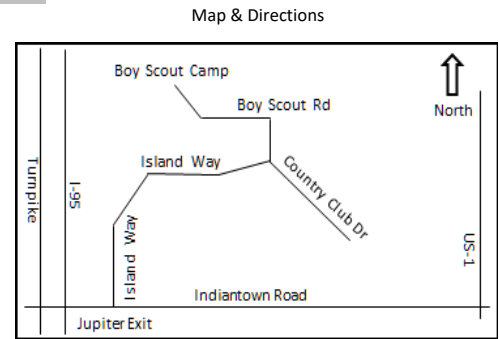 Map & Directions
Boy Scout Camp
Boy Scout Rd
North
Island Way
Country Club Dr
Turnpike
I-95
Island Way
US-1
Indiantown Road
Jupiter Exit